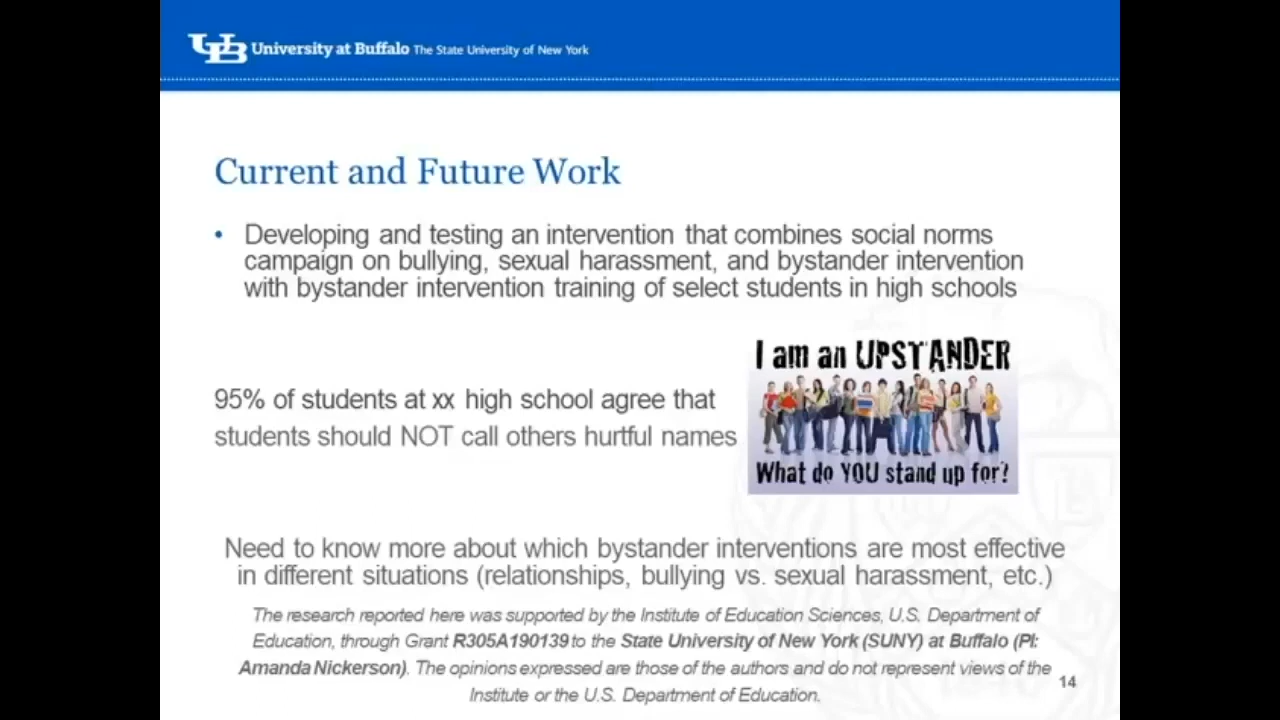 UB University at Buffalo The State University of New York
Current and Future Work
• Developing and testing an intervention that combines social norms
campaign on bullying, sexual harassment, and bystander intervention
with bystander intervention training of select students in high schools
I am an UPSTANDER
95% of students at xx high school agree that
students should NOT call others hurtful names
What do YOU stand up for?
Need to know more about which bystander interventions are most effective
in different situations (relationships, bullying vs. sexual harassment, etc.)
The research reported here was supported by the Institute of Education Sciences, U.S. Department of
Education, through Grant R305A190139 to the State University of New York (SUNY) at Buffalo (PI:
Amanda Nickerson). The opinions expressed are those of the authors and do not represent views of the
Institute or the U.S. Department of Education.
14